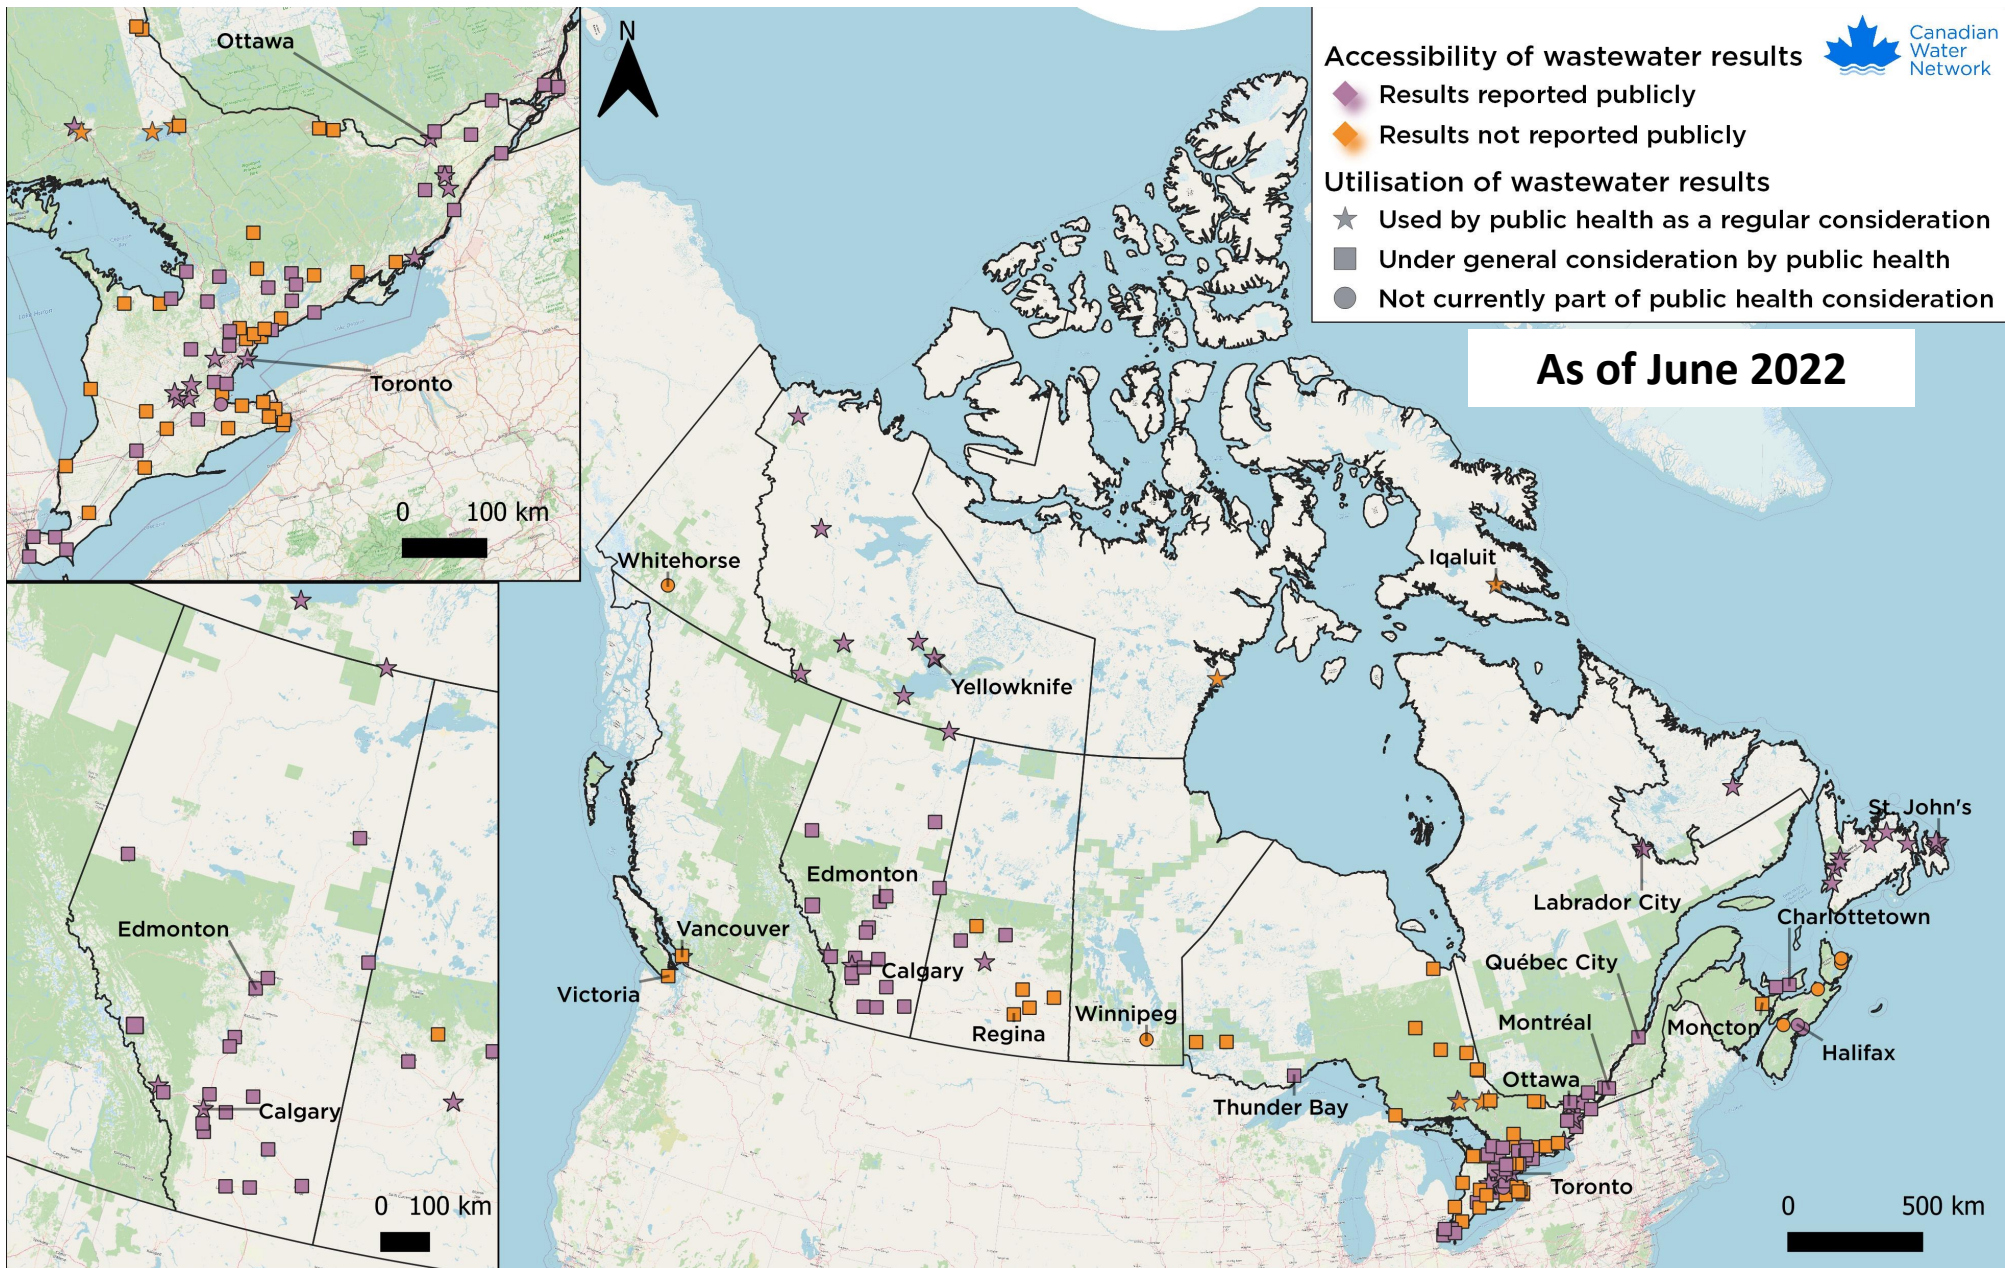 Canadian
Water
Network
Accessibility of wastewater results
Results reported publicly
Results not reported publicly
Utilisation of wastewater results
Used by public health as a regular consideration
Under general consideration by public health
Not currently part of public health consideration
As of June 2022
N
Ottawa
Toronto
0 100 km
Edmonton
Calgary
0 100 km
Whitehorse
Iqaluit
Yellowknife
St. John's
Edmonton
Labrador City
Charlottetown
Vancouver
Calgary
Québec City
Victoria
Regina
Winnipeg
Montréal
Moncton
Halifax
Ottawa
Thunder Bay
Toronto
0 500 km